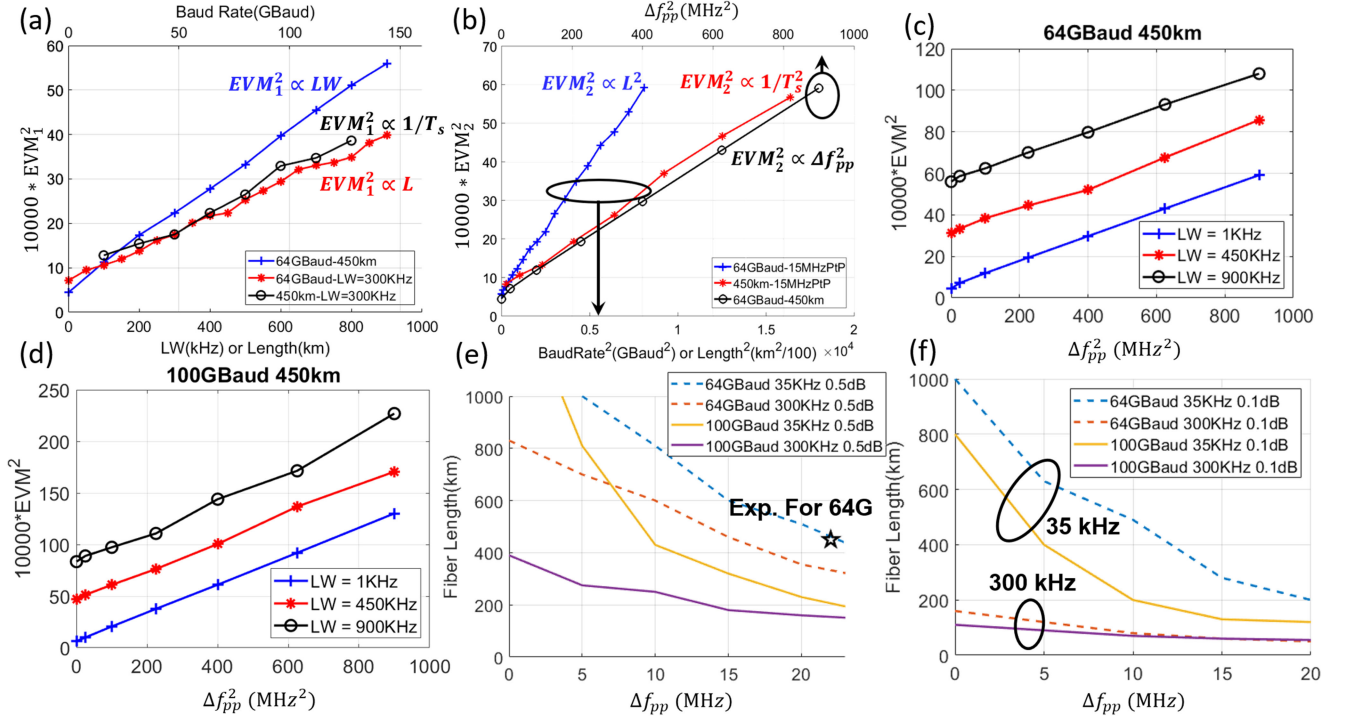 (a)
Baud Rate(GBaud)
0 50 100 150
60
50
40
30
20
10
0
10000 * EVM₁²
EVM₁² ∝ LW
EVM₁² ∝ 1/Tₛ
EVM₁² ∝ L
64GBaud-450km
64GBaud-LW=300KHz
450km-LW=300KHz
0 200 400 600 800 1000
LW(kHz) or Length(km)
(b)
Δf²pp(MHz²)
0 200 400 600 800 1000
70
60
50
40
30
20
10
0
10000 * EVM₂²
EVM₂² ∝ L²
EVM₂² ∝ 1/Tₛ²
EVM₂² ∝ Δf²pp
64GBaud-15MHzPtP
450km-15MHzPtP
64GBaud-450km
0 0.5 1 1.5 2
BaudRate²(GBaud²) or Length²(km²/100) ×10⁴
(c)
64GBaud 450km
120
100
80
60
40
20
0
10000*EVM²
LW = 1KHz
LW = 450KHz
LW = 900KHz
0 200 400 600 800 1000
Δf²pp (MHz²)
(d)
100GBaud 450km
250
200
150
100
50
0
10000*EVM²
LW = 1KHz
LW = 450KHz
LW = 900KHz
0 200 400 600 800 1000
Δf²pp (MHz²)
(e)
1000
800
600
400
200
0
Fiber Length(km)
64GBaud 35KHz 0.5dB
64GBaud 300KHz 0.5dB
100GBaud 35KHz 0.5dB
100GBaud 300KHz 0.5dB
Exp. For 64G
0 5 10 15 20
Δfpp (MHz)
(f)
1000
800
600
400
200
0
Fiber Length(km)
64GBaud 35KHz 0.1dB
64GBaud 300KHz 0.1dB
100GBaud 35KHz 0.1dB
100GBaud 300KHz 0.1dB
35 kHz
300 kHz
0 5 10 15 20
Δfpp (MHz)